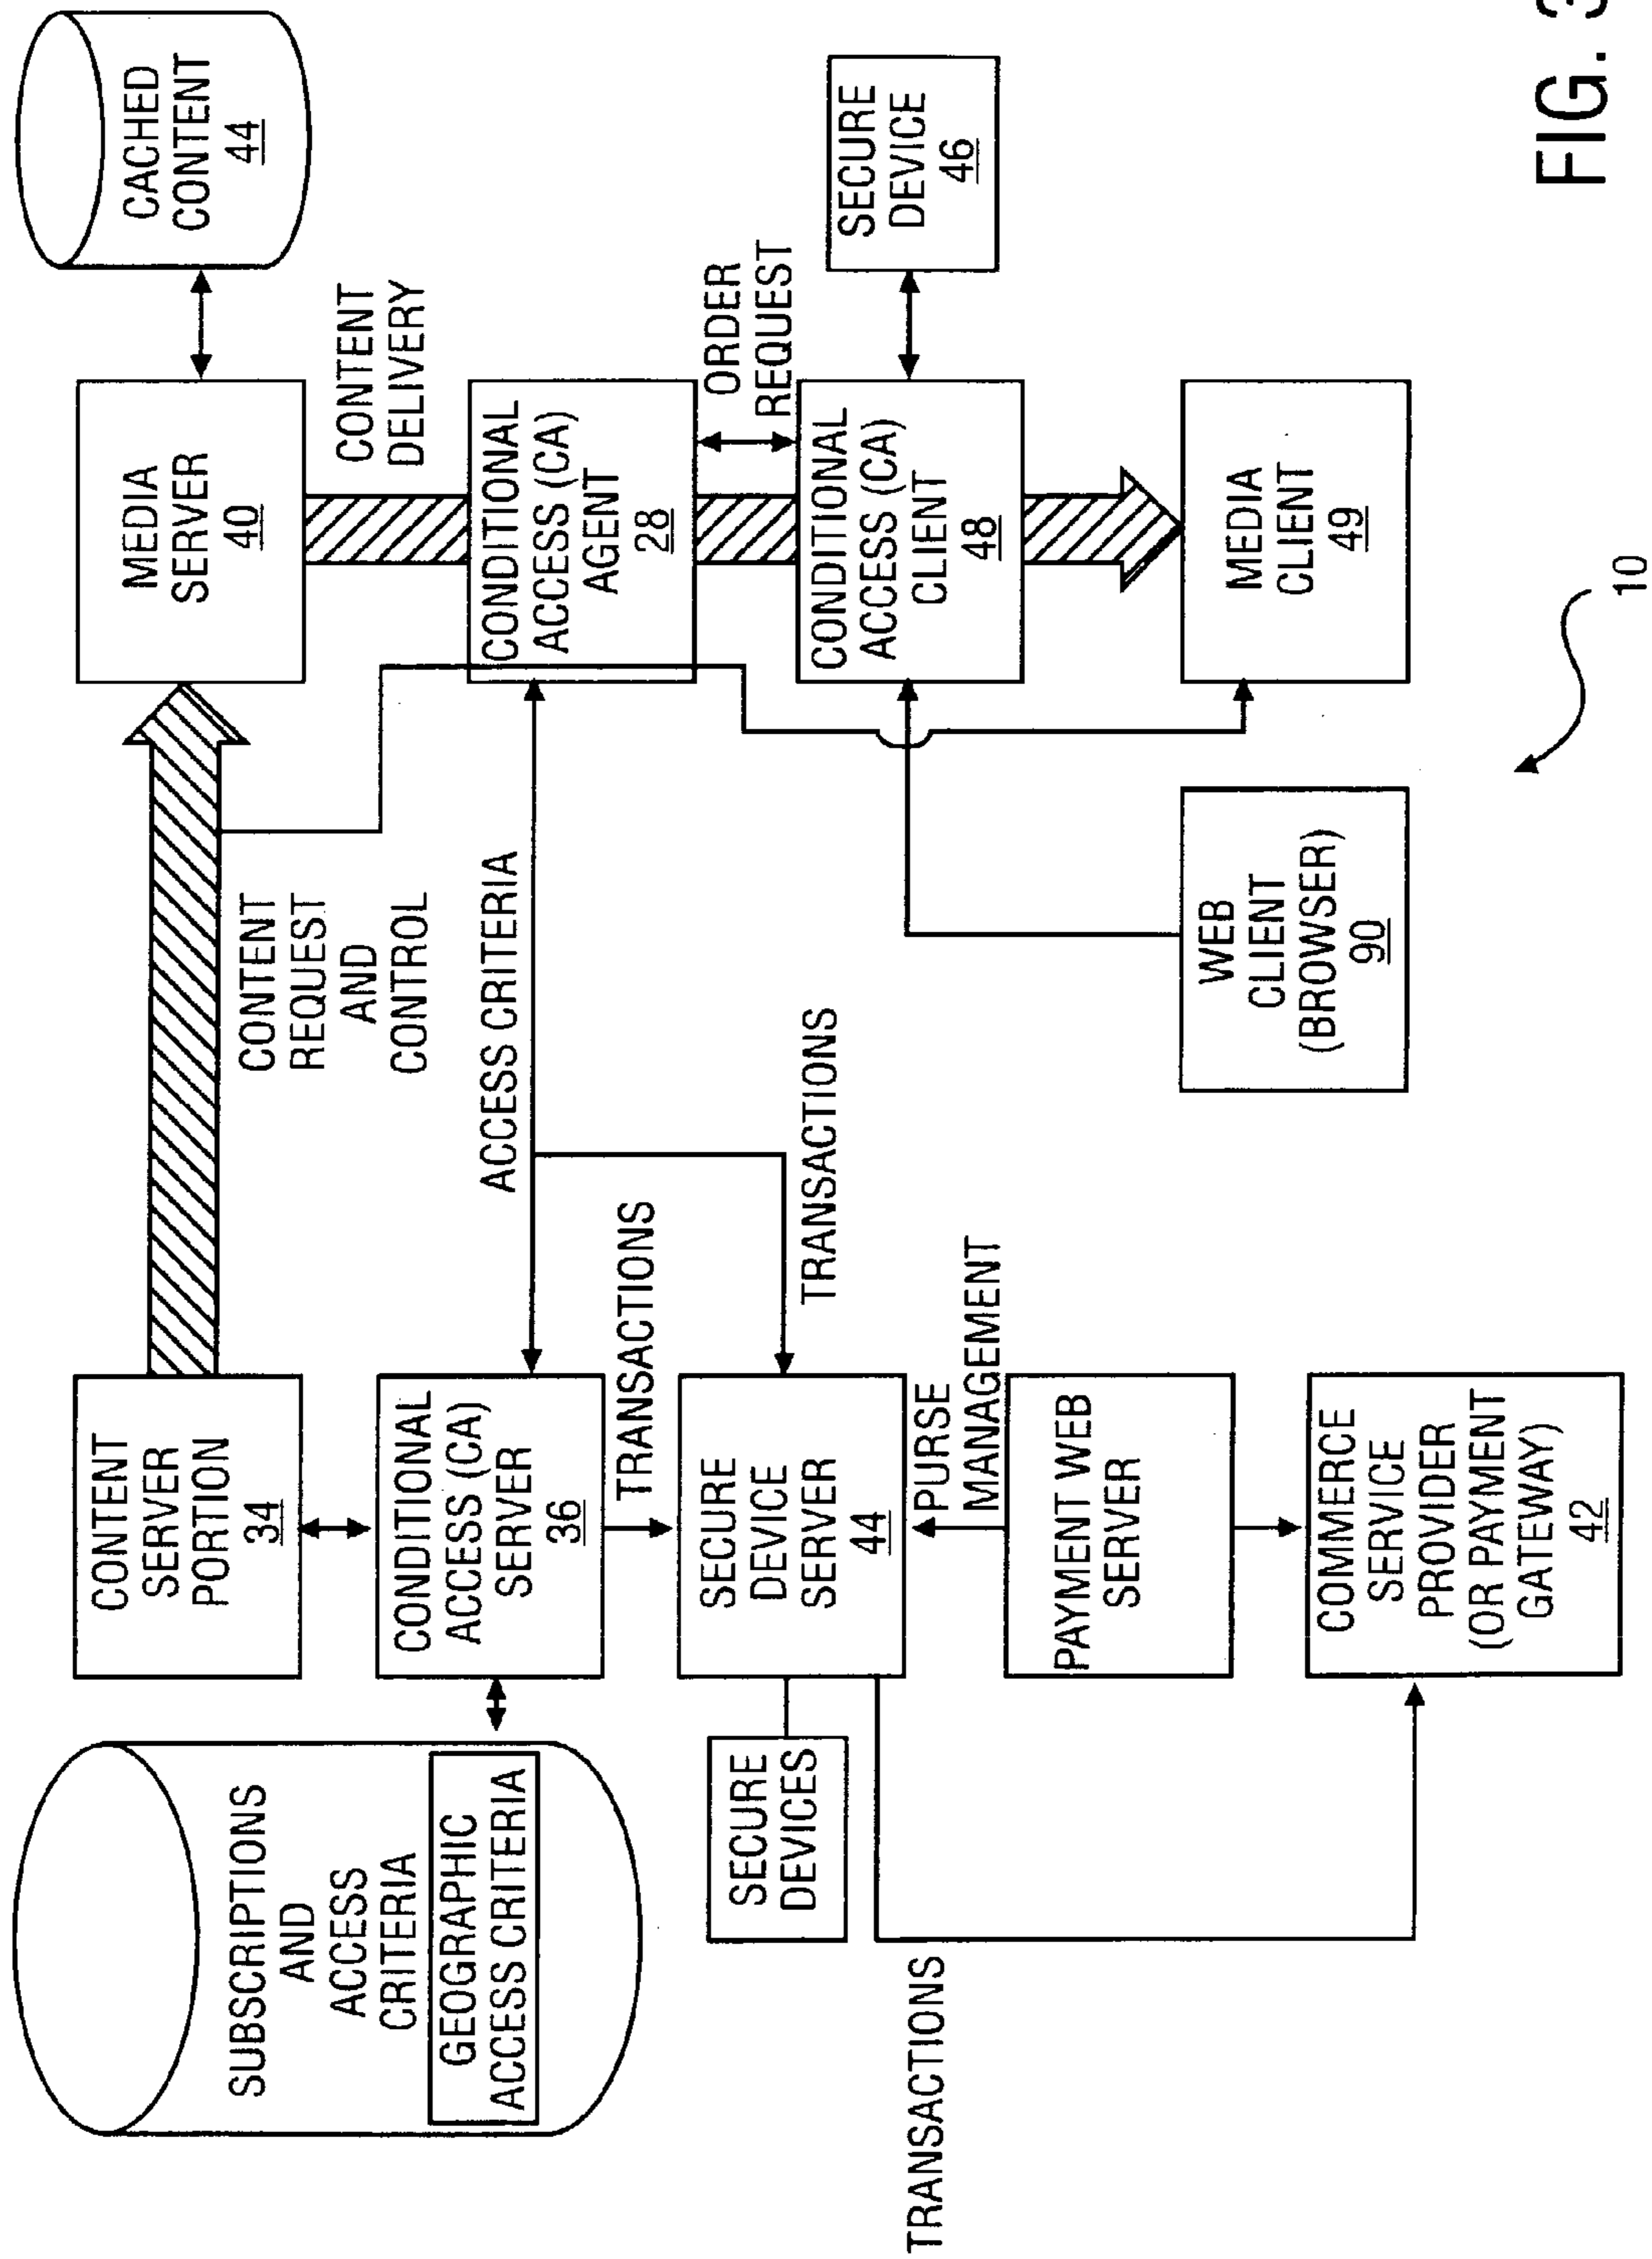 SUBSCRIPTIONS
AND
ACCESS
CRITERIA
GEOGRAPHIC
ACCESS CRITERIA
CONTENT
SERVER
PORTION
34
CONDITIONAL
ACCESS (CA)
SERVER
36
TRANSACTIONS
SECURE
DEVICES
SECURE
DEVICE
SERVER
44
PURSE
MANAGEMENT
PAYMENT WEB
SERVER
COMMERCE
SERVICE
PROVIDER
(OR PAYMENT
GATEWAY)
42
TRANSACTIONS
CONTENT
REQUEST
AND
CONTROL
ACCESS CRITERIA
TRANSACTIONS
WEB
CLIENT
(BROWSER)
90
MEDIA
SERVER
40
CACHED
CONTENT
44
CONTENT
DELIVERY
CONDITIONAL
ACCESS (CA)
AGENT
28
ORDER
REQUEST
CONDITIONAL
ACCESS (CA)
CLIENT
48
SECURE
DEVICE
46
MEDIA
CLIENT
49
10
FIG. 3